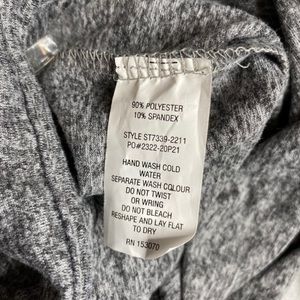 90% POLYESTER
10% SPANDEX
STYLE ST7339-2211
PO#2322-20P21
HAND WASH COLD
WATER
SEPARATE WASH COLOUR
DO NOT TWIST
OR WRING
DO NOT BLEACH
RESHAPE AND LAY FLAT
TO DRY
RN 153070